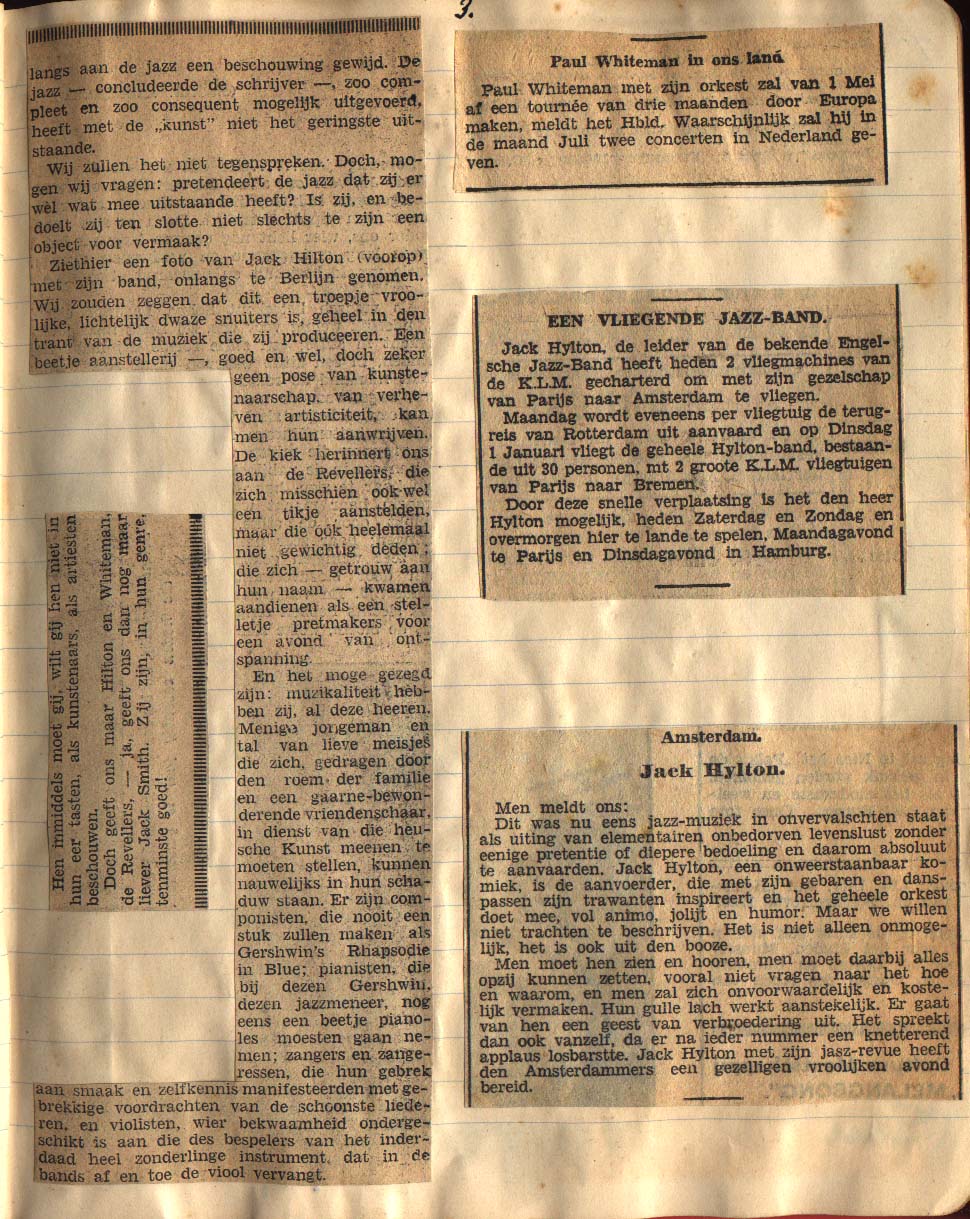 3.
langs aan de jazz een beschouwing gewijd. De
jazz — concludeerde de schrijver —, zoo com-
pleet en zoo consequent mogelijk uitgevoerd,
heeft met de „kunst” niet het geringste uit-
staande.
Wij zullen het niet tegenspreken. Doch, mo-
gen wij vragen: pretendeert de jazz dat zij er
wèl wat mee uitstaande heeft? Is zij, en be-
doelt zij ten slotte niet slechts te zijn een
object voor vermaak?
Ziethier een foto van Jack Hilton (voorop)
met zijn band, onlangs te Berlijn genomen.
Wij zouden zeggen dat dit een troepje vroo-
lijke, lichtelijk dwaze snuiters is, geheel in den
trant van de muziek die zij produceeren. Een
beetje aanstellerij —, goed en wel, doch zeker
geen pose van kunste-
naarschap, van verhe-
ven artisticiteit, kan
men hun aanwrijven.
De kiek herinnert ons
aan de Revellers, die
zich misschien ook wel
een tikje aanstelden,
maar die óók heelemaal
niet gewichtig deden;
die zich — getrouw aan
hun naam — kwamen
aandienen als een stel-
letje pretmakers voor
een avond van ont-
spanning.
En het moge gezegd
zijn: muzikaliteit heb-
ben zij, al deze heeren.
Menige jongeman en
tal van lieve meisjes
die zich, gedragen door
den roem der familie
en een gaarne-bewon-
derende vriendenschaar,
in dienst van die heu-
sche Kunst meenen te
moeten stellen, kunnen
nauwelijks in hun scha-
duw staan. Er zijn com-
ponisten, die nooit een
stuk zullen maken als
Gershwin's Rhapsodie
in Blue; pianisten, die
bij dezen Gershwin,
dezen jazzmeneer, nog
eens een beetje piano-
les moesten gaan ne-
men; zangers en zange-
ressen, die hun gebrek
aan smaak en zelfkennis manifesteerden met ge-
brekkige voordrachten van de schoonste liede-
ren, en violisten, wier bekwaamheid onderge-
schikt is aan die des bespelers van het inder-
daad heel zonderlinge instrument, dat in de
bands af en toe de viool vervangt.
Hen inmiddels moet gij, wilt gij hen niet in
hun eer tasten, als kunstenaars, als artiesten
beschouwen.
Doch geeft ons maar Hilton en Whiteman,
de Revellers, — ja, geeft ons dan nog maar
liever Jack Smith. Zij zijn, in hun genre,
tenminste goed!
Paul Whiteman in ons land
Paul Whiteman met zijn orkest zal van 1 Mei
af een tournée van drie maanden door Europa
maken, meldt het Hbld. Waarschijnlijk zal hij in
de maand Juli twee concerten in Nederland ge-
ven.
EEN VLIEGENDE JAZZ-BAND.
Jack Hylton, de leider van de bekende Engel-
sche Jazz-Band heeft heden 2 vliegmachines van
de K.L.M. gecharterd om met zijn gezelschap
van Parijs naar Amsterdam te vliegen.
Maandag wordt eveneens per vliegtuig de terug-
reis van Rotterdam uit aanvaard en op Dinsdag
1 Januari vliegt de geheele Hylton-band, bestaan-
de uit 30 personen, mt 2 groote K.L.M. vliegtuigen
van Parijs naar Bremen.
Door deze snelle verplaatsing is het den heer
Hylton mogelijk, heden Zaterdag en Zondag en
overmorgen hier te lande te spelen, Maandagavond
te Parijs en Dinsdagavond in Hamburg.
Amsterdam.
Jack Hylton.
Men meldt ons:
Dit was nu eens jazz-muziek in onvervalschten staat
als uiting van elementairen onbedorven levenslust zonder
eenige pretentie of diepere bedoeling en daarom absoluut
te aanvaarden. Jack Hylton, een onweerstaanbaar ko-
miek, is de aanvoerder, die met zijn gebaren en dans-
passen zijn trawanten inspireert en het geheele orkest
doet mee, vol animo, jolijt en humor. Maar we willen
niet trachten te beschrijven. Het is niet alleen onmoge-
lijk, het is ook uit den booze.
Men moet hen zien en hooren, men moet daarbij alles
opzij kunnen zetten, vooral niet vragen naar het hoe
en waarom, en men zal zich onvoorwaardelijk en koste-
lijk vermaken. Hun gulle lach werkt aanstekelijk. Er gaat
van hen een geest van verbroedering uit. Het spreekt
dan ook vanzelf, da er na ieder nummer een knetterend
applaus losbarstte. Jack Hylton met zijn jasz-revue heeft
den Amsterdammers een gezelligen vroolijken avond
bereid.